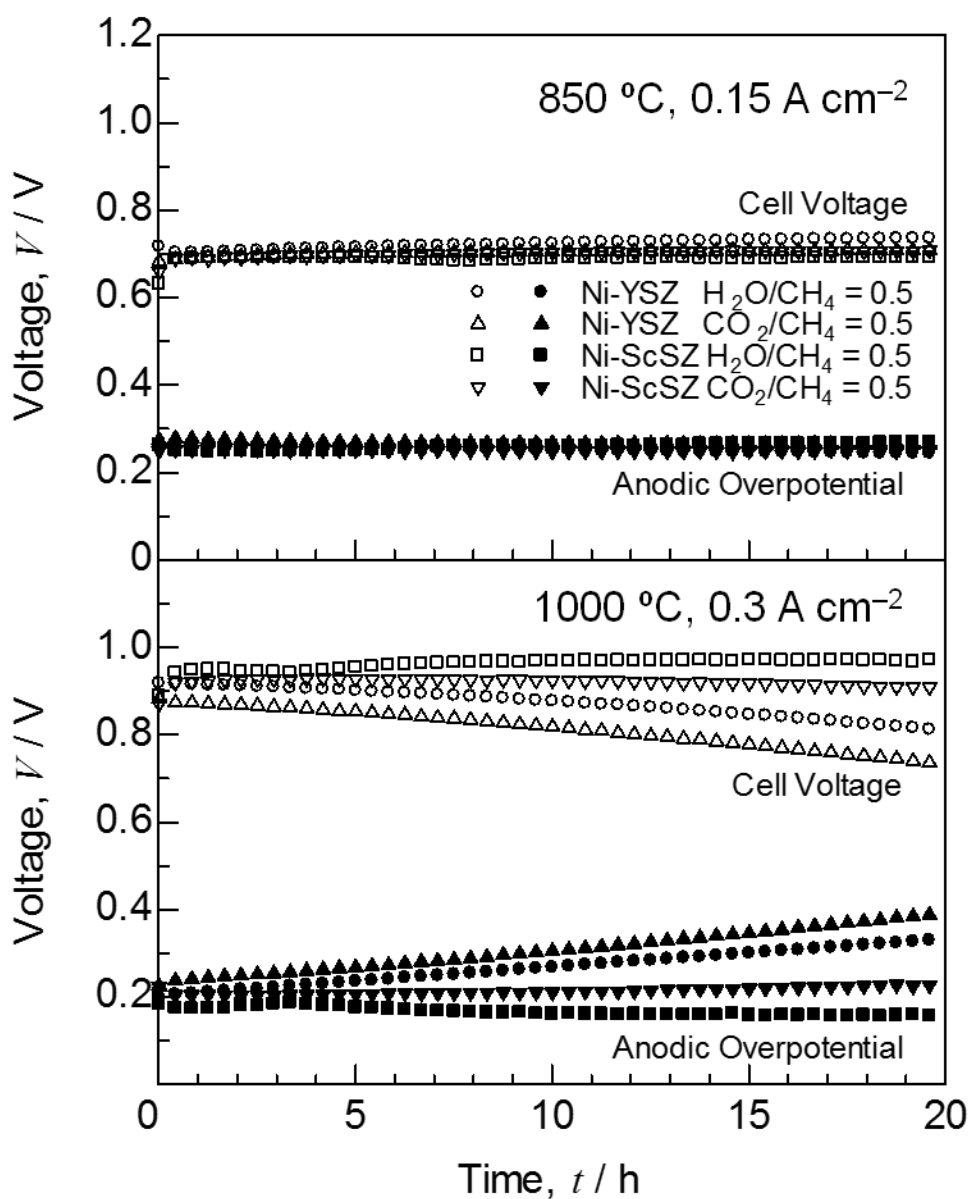 1.2
850 ºC, 0.15 A cm–2
1.0
0.8
Cell Voltage
0.6
Ni-YSZ H2O/CH4 = 0.5
Ni-YSZ CO2/CH4 = 0.5
Ni-ScSZ H2O/CH4 = 0.5
Ni-ScSZ CO2/CH4 = 0.5
0.4
0.2
Anodic Overpotential
0
Voltage, V / V
1000 ºC, 0.3 A cm–2
1.0
0.8
Cell Voltage
0.6
0.4
0.2
Anodic Overpotential
Voltage, V / V
0 5 10 15 20
Time, t / h